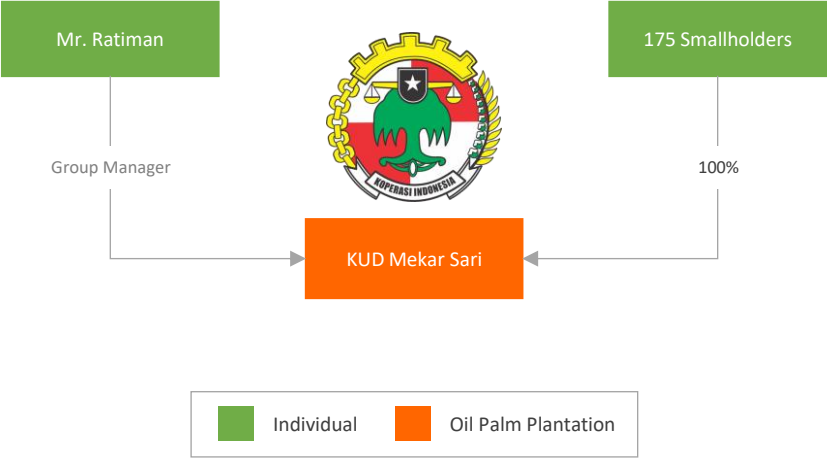 Mr. Ratiman
175 Smallholders
Group Manager
100%
KOPERASI INDONESIA
KUD Mekar Sari
Individual
Oil Palm Plantation